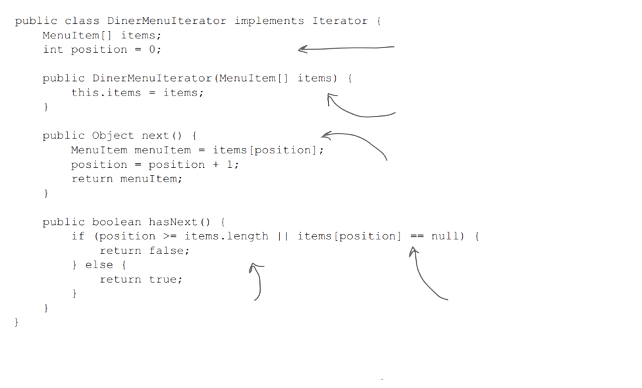 public class DinerMenuIterator implements Iterator {
MenuItem[] items;
int position = 0;
public DinerMenuIterator(MenuItem[] items) {
this.items = items;
}
public Object next() {
MenuItem menuItem = items[position];
position = position + 1;
return menuItem;
}
public boolean hasNext() {
if (position >= items.length || items[position] == null) {
return false;
} else {
return true;
}
}
}